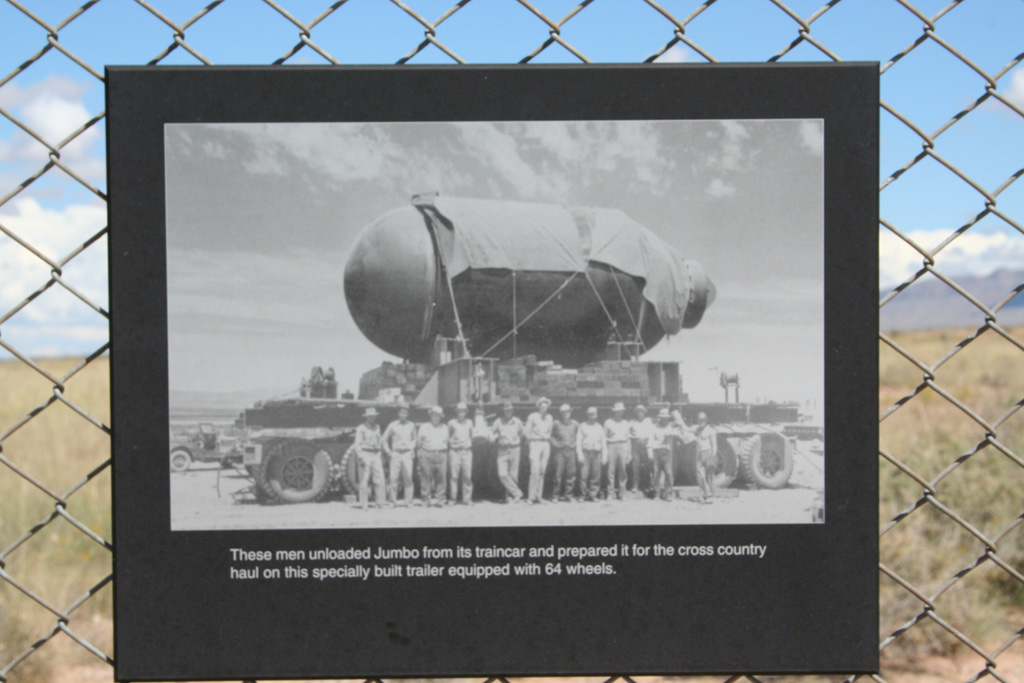 These men unloaded Jumbo from its traincar and prepared it for the cross country
haul on this specially built trailer equipped with 64 wheels.